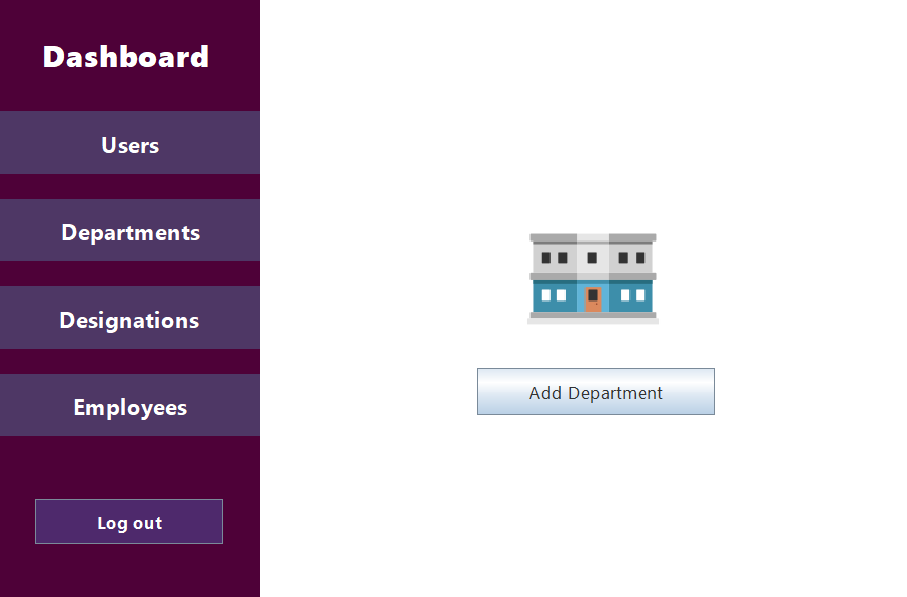 Dashboard
Users
Departments
Designations
Employees
Log out
Add Department